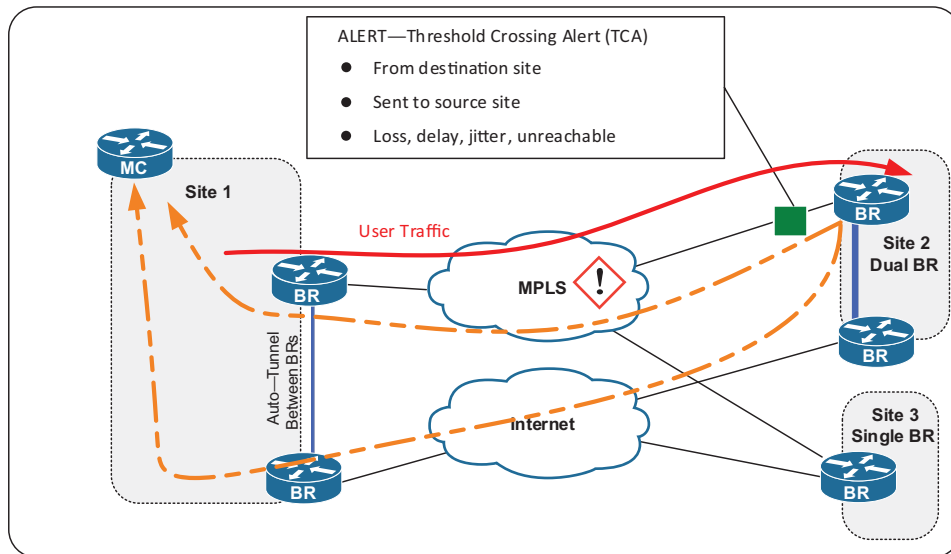 ALERT—Threshold Crossing Alert (TCA)
● From destination site
● Sent to source site
● Loss, delay, jitter, unreachable
MC
Site 1
User Traffic
BR
MPLS
!
BR
Site 2
Dual BR
BR
Auto—Tunnel
Between BRs
Internet
Site 3
Single BR
BR
BR